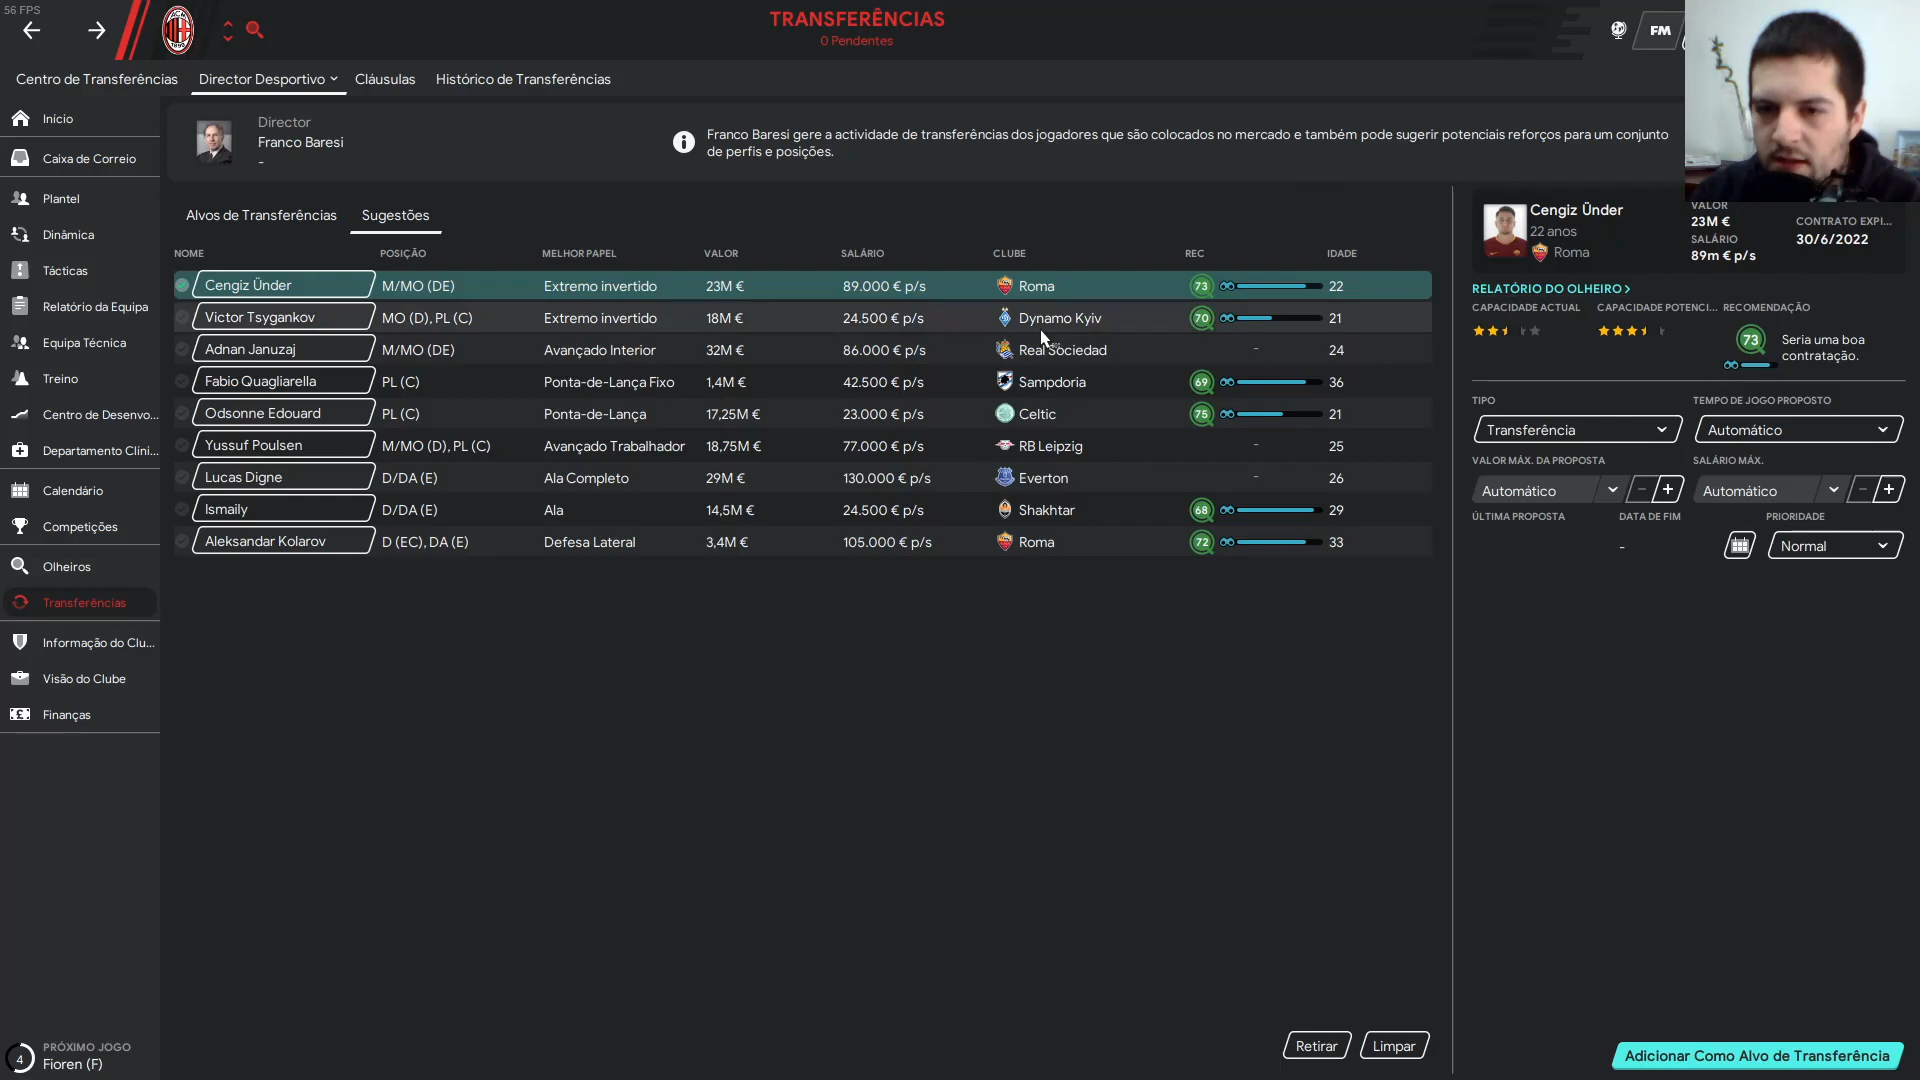 56 FPS
TRANSFERÊNCIAS
0 Pendentes
FM
Centro de Transferências
Director Desportivo
Cláusulas
Histórico de Transferências
Início
Caixa de Correio
Plantel
Dinâmica
Tácticas
Relatório da Equipa
Equipa Técnica
Treino
Centro de Desenvo...
Departamento Clíni...
Calendário
Competições
Olheiros
Transferências
Informação do Clu...
Visão do Clube
Finanças
4
PRÓXIMO JOGO
Fioren (F)
Director
Franco Baresi
-
Franco Baresi gere a actividade de transferências dos jogadores que são colocados no mercado e também pode sugerir potenciais reforços para um conjunto
de perfis e posições.
Alvos de Transferências
Sugestões
NOME POSIÇÃO MELHOR PAPEL VALOR SALÁRIO CLUBE REC IDADE
Cengiz Ünder M/MO (DE) Extremo invertido 23M € 89.000 € p/s Roma 73 22
Victor Tsygankov MO (D), PL (C) Extremo invertido 18M € 24.500 € p/s Dynamo Kyiv 70 21
Adnan Januzaj M/MO (DE) Avançado Interior 32M € 86.000 € p/s Real Sociedad - 24
Fabio Quagliarella PL (C) Ponta-de-Lança Fixo 1,4M € 42.500 € p/s Sampdoria 69 36
Odsonne Edouard PL (C) Ponta-de-Lança 17,25M € 23.000 € p/s Celtic 75 21
Yussuf Poulsen M/MO (D), PL (C) Avançado Trabalhador 18,75M € 77.000 € p/s RB Leipzig - 25
Lucas Digne D/DA (E) Ala Completo 29M € 130.000 € p/s Everton - 26
Ismaily D/DA (E) Ala 14,5M € 24.500 € p/s Shakhtar 68 29
Aleksandar Kolarov D (EC), DA (E) Defesa Lateral 3,4M € 105.000 € p/s Roma 72 33
Retirar
Limpar
Cengiz Ünder
22 anos
Roma
VALOR
23M €
SALÁRIO
89m € p/s
CONTRATO EXPI...
30/6/2022
RELATÓRIO DO OLHEIRO >
CAPACIDADE ACTUAL
CAPACIDADE POTENCI...
RECOMENDAÇÃO
73
Seria uma boa
contratação.
TIPO
Transferência
TEMPO DE JOGO PROPOSTO
Automático
VALOR MÁX. DA PROPOSTA
Automático
SALÁRIO MÁX.
Automático
ÚLTIMA PROPOSTA
DATA DE FIM
-
PRIORIDADE
Normal
Adicionar Como Alvo de Transferência